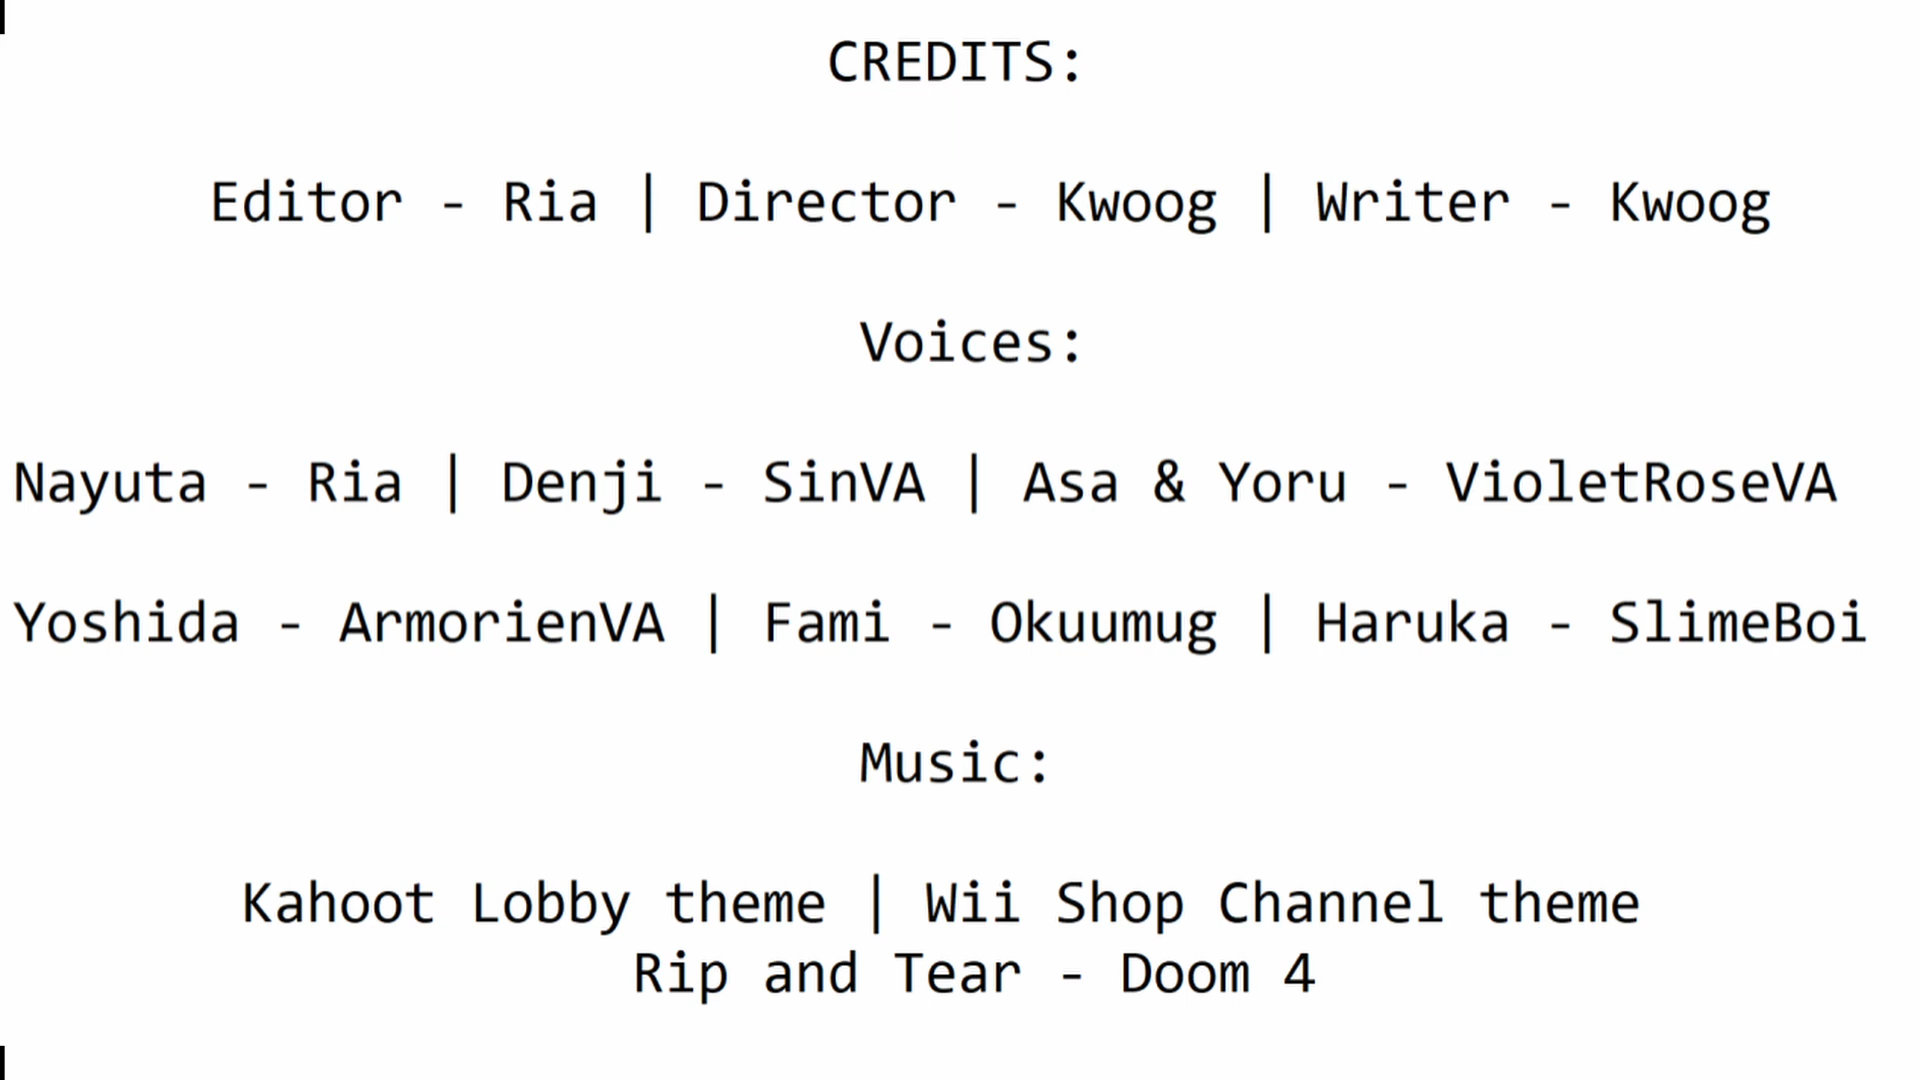 CREDITS:
Editor - Ria | Director - Kwoog | Writer - Kwoog
Voices:
Nayuta - Ria | Denji - SinVA | Asa & Yoru - VioletRoseVA
Yoshida - ArmorienVA | Fami - Okuumug | Haruka - SlimeBoi
Music:
Kahoot Lobby theme | Wii Shop Channel theme
Rip and Tear - Doom 4